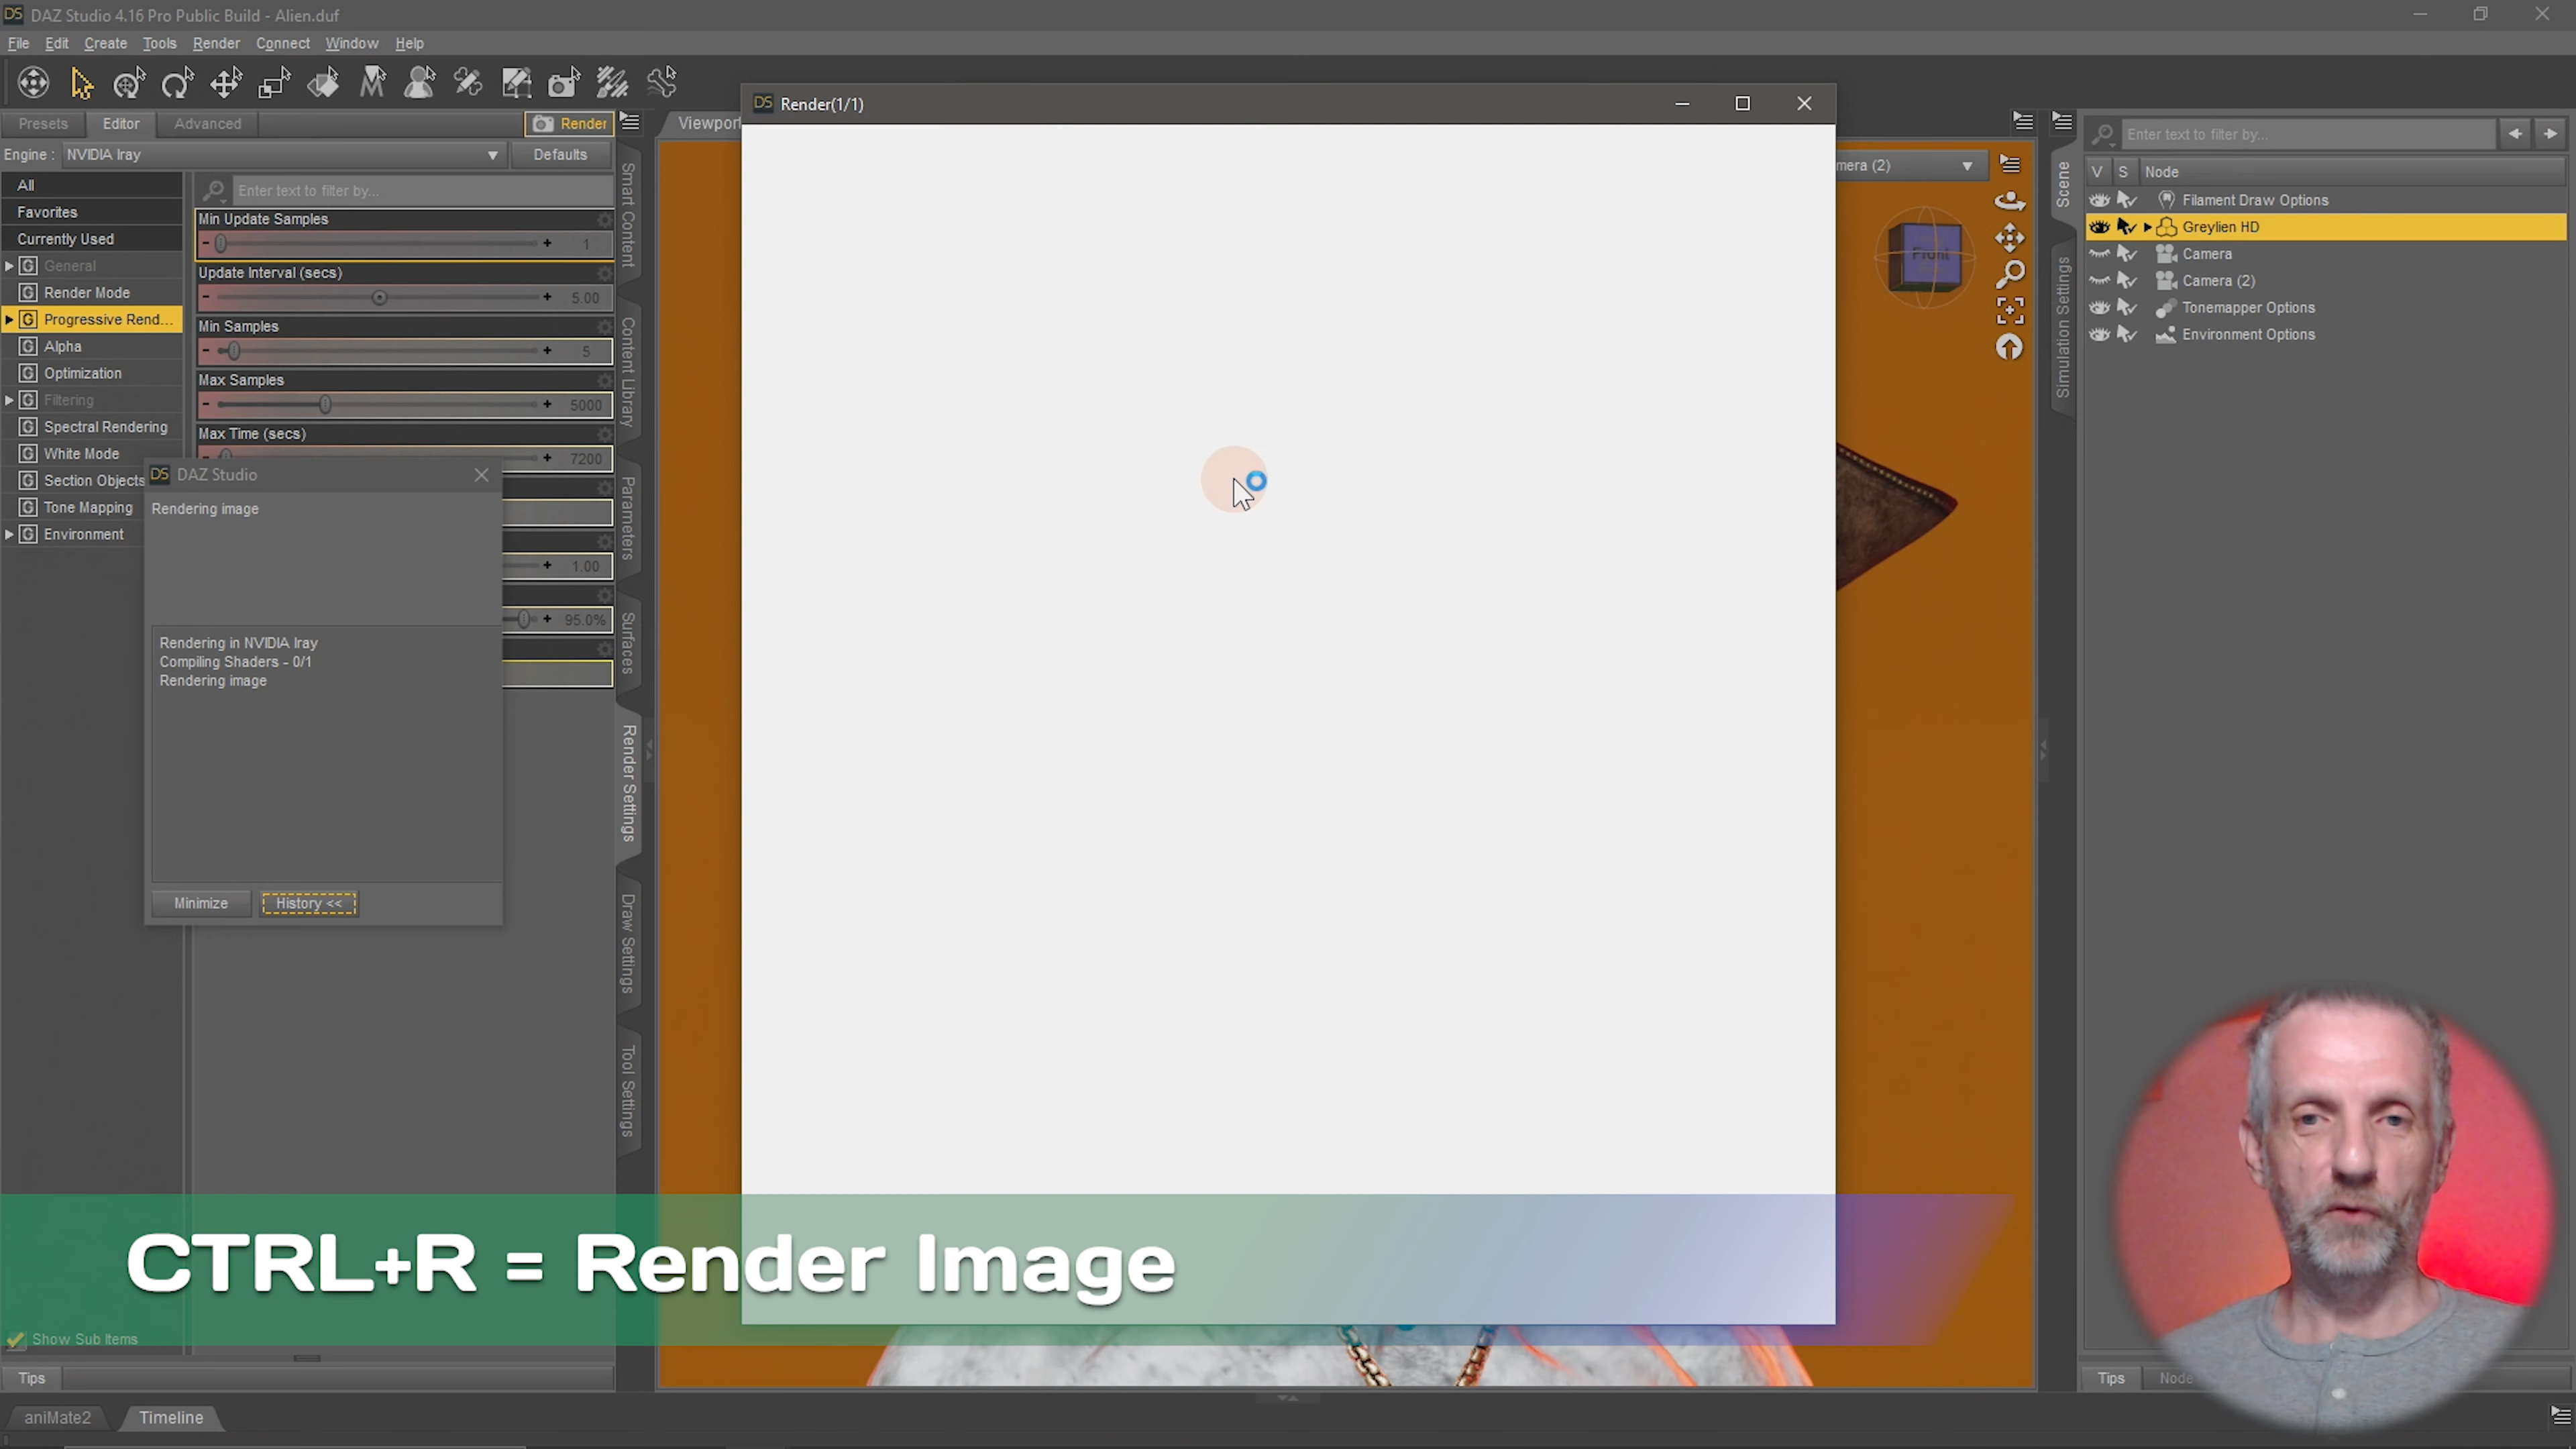 DS DAZ Studio 4.16 Pro Public Build - Alien.duf
File Edit Create Tools Render Connect Window Help
Presets Editor Advanced Render
Engine : NVIDIA Iray Defaults
Enter text to filter by...
All
Favorites
Currently Used
General
Render Mode
Progressive Rend...
Alpha
Optimization
Filtering
Spectral Rendering
White Mode
Section Objects
Tone Mapping
Environment
Min Update Samples
- + 1
Update Interval (secs)
- + 5.00
Min Samples
- + 5
Max Samples
- + 5000
Max Time (secs)
+ 7200
+ 1.00
+ 95.0%
DS DAZ Studio
Rendering image
Rendering in NVIDIA Iray
Compiling Shaders - 0/1
Rendering image
Minimize History <<
Smart Content
Content Library
Parameters
Surfaces
Render Settings
Draw Settings
Tool Settings
Viewport
DS Render(1/1)
mera (2)
Front
Scene
Simulation Settings
Enter text to filter by...
V S Node
Filament Draw Options
Greylien HD
Camera
Camera (2)
Tonemapper Options
Environment Options
CTRL+R = Render Image
Show Sub Items
Tips
Tips Node
aniMate2 Timeline